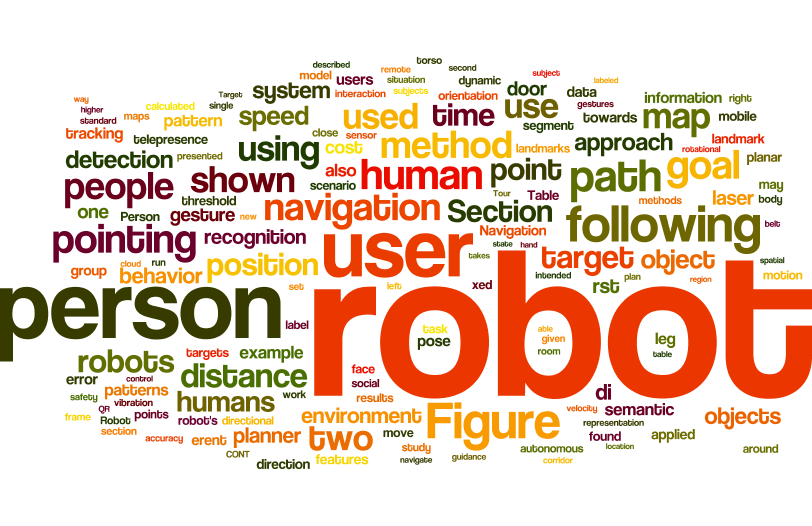 described
torso
second
model
users
remote
situation
dynamic
subject
labeled
system
interaction
subjects
orientation
door
data
gestures
way
higher
standard
maps
calculated
Target
single
pattern
speed
used
time
use
segment
towards
information
right
map
mobile
tracking
telepresence
close
sensor
cost
method
landmarks
approach
rotational
landmark
detection
presented
using
also
human
point
path
goal
planar
people
shown
scenario
Tour
Table
methods
laser
may
body
one
Person
threshold
gesture
new
navigation
Section
following
belt
pointing
recognition
user
Navigation
state
hand
target
object
spatial
group
cloud
run
behavior
position
takes
intended
plan
region
motion
set
left
xed
rst
person
robot
label
task
pose
able
given
room
leg
table
robots
targets
example
error
control
distance
face
social
results
work
safety
patterns
vibration
humans
di
semantic
velocity
QR
points
frame
Robot
robot's
directional
environment
Figure
representation
objects
section
accuracy
erent
planner
two
move
found
location
applied
study
autonomous
around
CONT
direction
features
navigate
guidance
corridor